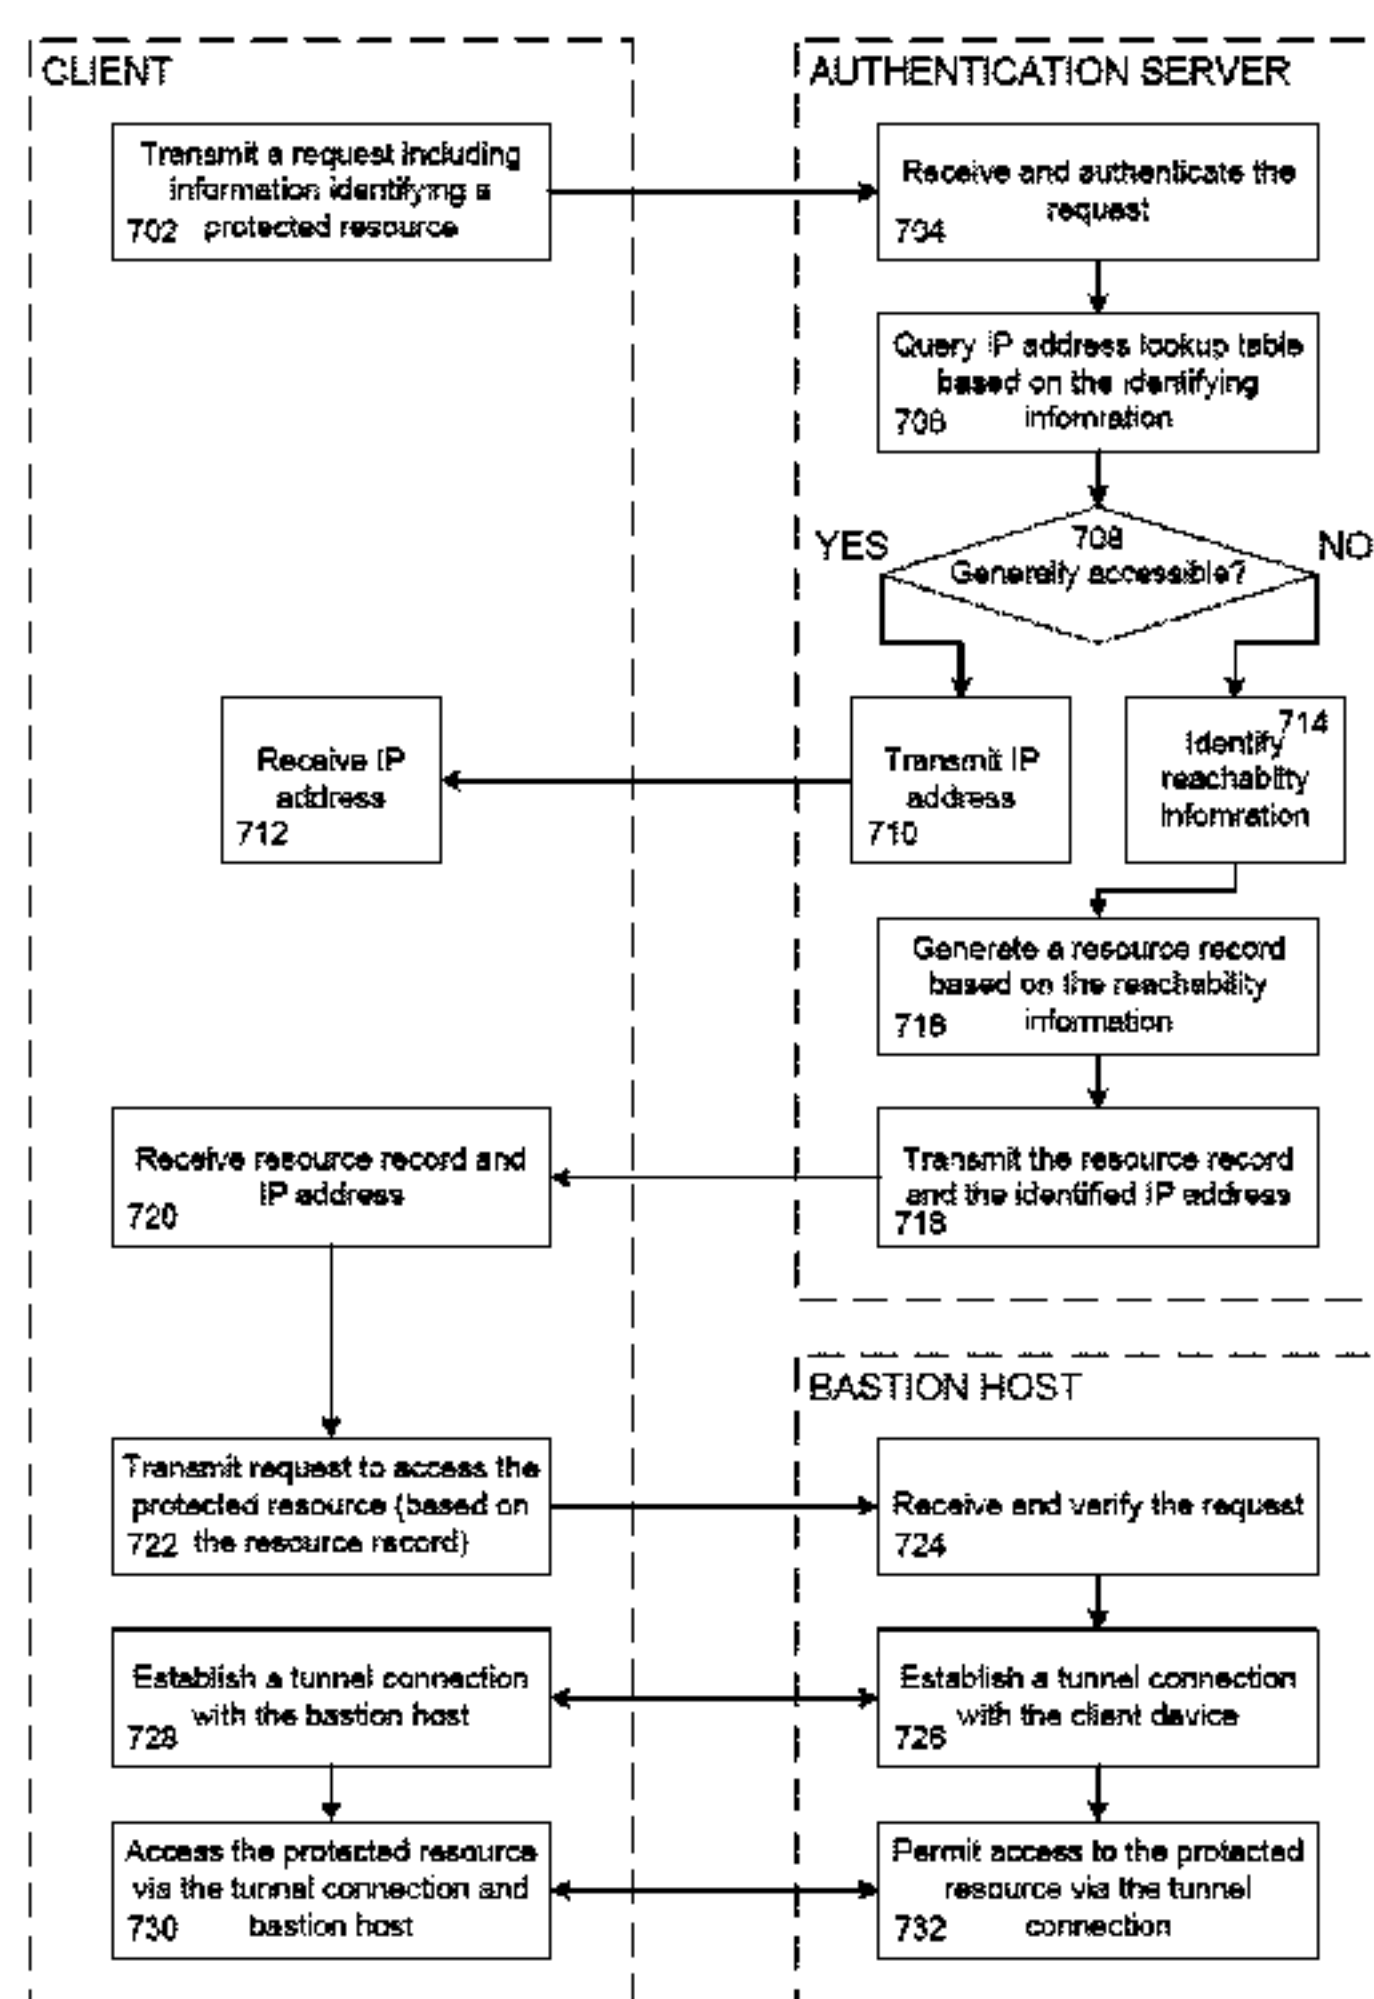 CLIENT
AUTHENTICATION SERVER
Transmit a request including
information identifying a
702 protected resource
Receive and authenticate the
request
704
Query IP address lookup table
based on the identifying
706 infomration
708
YES
NO
Generally accessible?
Receive IP
address
712
Transmit IP
address
710
714
Identify
reachablity
Infomration
Generate a resource record
based on the reachability
716 information
Receive resource record and
IP address
720
Transmit the resource record
and the identified IP address
718
BASTION HOST
Transmit request to access the
protected resource (based on
722 the resource record)
Receive and verify the request
724
Establish a tunnel connection
with the bastion host
728
Establish a tunnel connection
with the client device
726
Access the protected resource
via the tunnel connection and
730 bastion host
Permit access to the protected
resource via the tunnel
732 connection